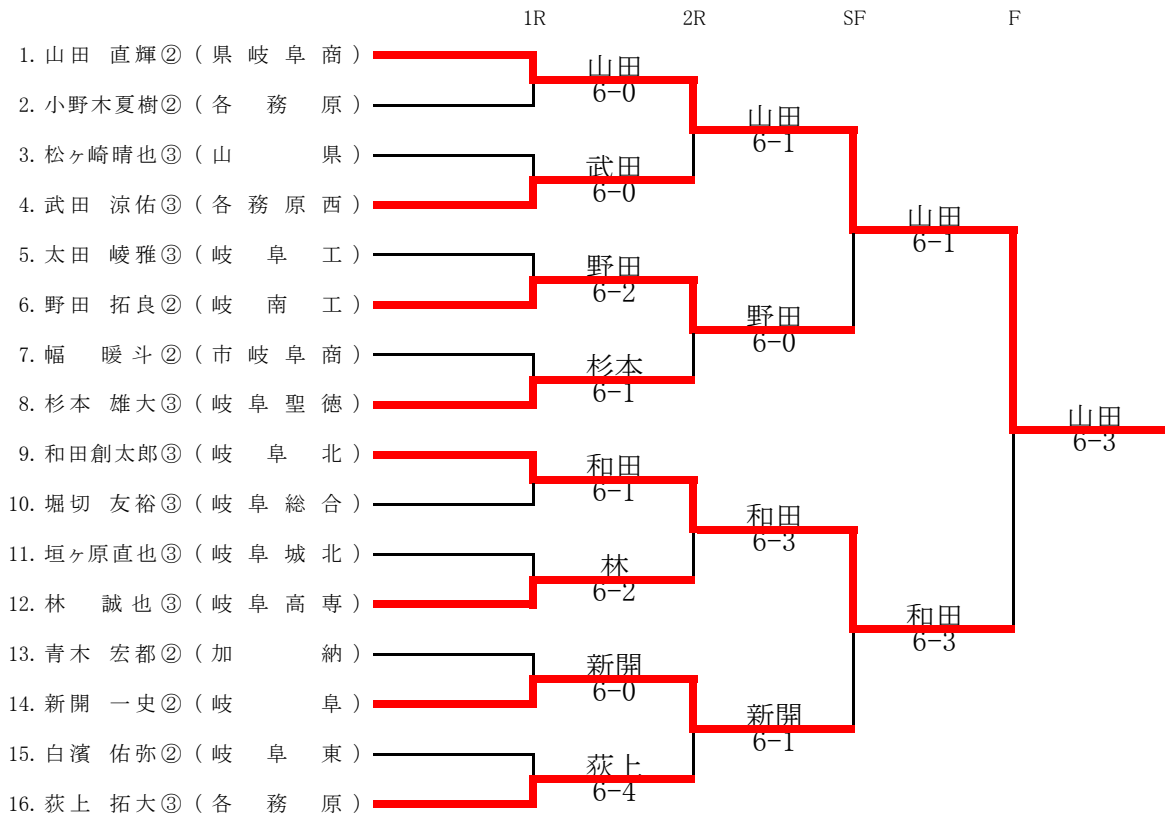 1R 2R SF F
1. 山田 直輝② ( 県 岐 阜 商 )
2. 小野木夏樹② ( 各 務 原 )
3. 松ヶ崎晴也③ ( 山 県 )
4. 武田 涼佑③ ( 各 務 原 西 )
5. 太田 崚雅③ ( 岐 阜 工 )
6. 野田 拓良② ( 岐 南 工 )
7. 幅 暖斗② ( 市 岐 阜 商 )
8. 杉本 雄大③ ( 岐 阜 聖 徳 )
9. 和田創太郎③ ( 岐 阜 北 )
10. 堀切 友裕③ ( 岐 阜 総 合 )
11. 垣ヶ原直也③ ( 岐 阜 城 北 )
12. 林 誠也③ ( 岐 阜 高 専 )
13. 青木 宏都② ( 加 納 )
14. 新開 一史② ( 岐 阜 )
15. 白濱 佑弥② ( 岐 阜 東 )
16. 荻上 拓大③ ( 各 務 原 )
山田
6-0
武田
6-0
野田
6-2
杉本
6-1
和田
6-1
林
6-2
新開
6-0
荻上
6-4
山田
6-1
野田
6-0
和田
6-3
新開
6-1
山田
6-1
和田
6-3
山田
6-3